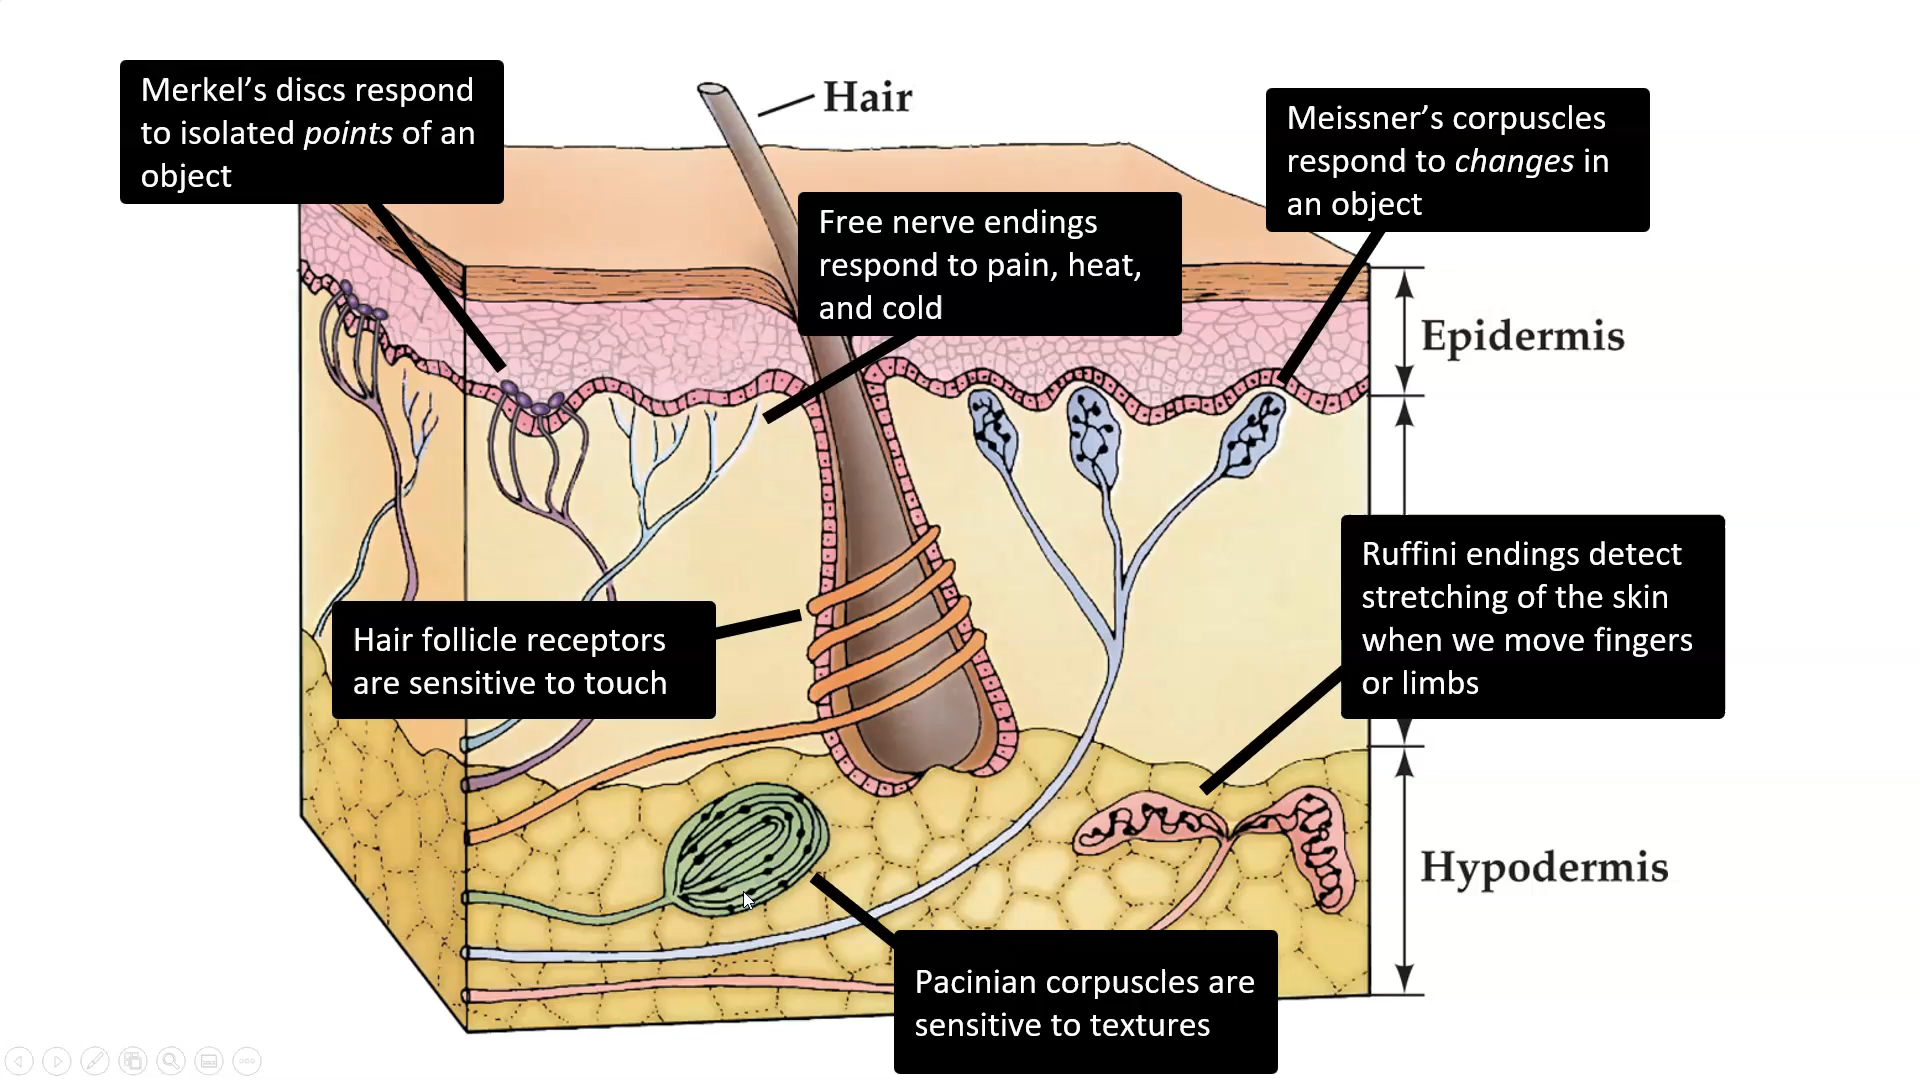 Merkel’s discs respond
to isolated points of an
object
Hair
Meissner’s corpuscles
respond to changes in
an object
Free nerve endings
respond to pain, heat,
and cold
Epidermis
Ruffini endings detect
stretching of the skin
when we move fingers
or limbs
Hair follicle receptors
are sensitive to touch
Hypodermis
Pacinian corpuscles are
sensitive to textures